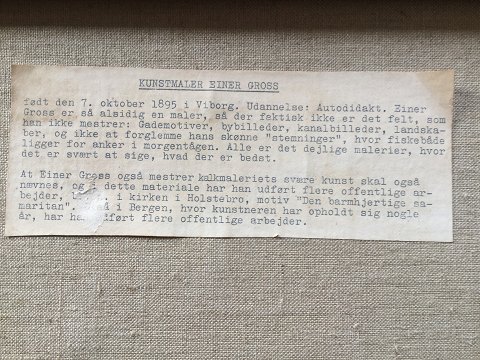 KUNSTMALER EINER GROSS
født den 7. oktober 1895 i Viborg. Udannelse: Autodidakt. Einer
Gross er så alsidig en maler, så der faktisk ikke er det felt, som
han ikke mestrer: Gademotiver, bybilleder, kanalbilleder, landska-
ber, og ikke at forglemme hans skønne "stemninger", hvor fiskebåde
ligger for anker i morgentågen. Alle er det dejlige malerier, hvor
det er svært at sige, hvad der er bedst.
At Einer Gross også mestrer kalkmaleriets svære kunst skal også
nævnes, og i dette materiale har han udført flere offentlige ar-
bejder, i kirken i Holstebro, motiv "Den barmhjertige sa-
maritan". i Bergen, hvor kunstneren har opholdt sig nogle
år, har han udført flere offentlige arbejder.